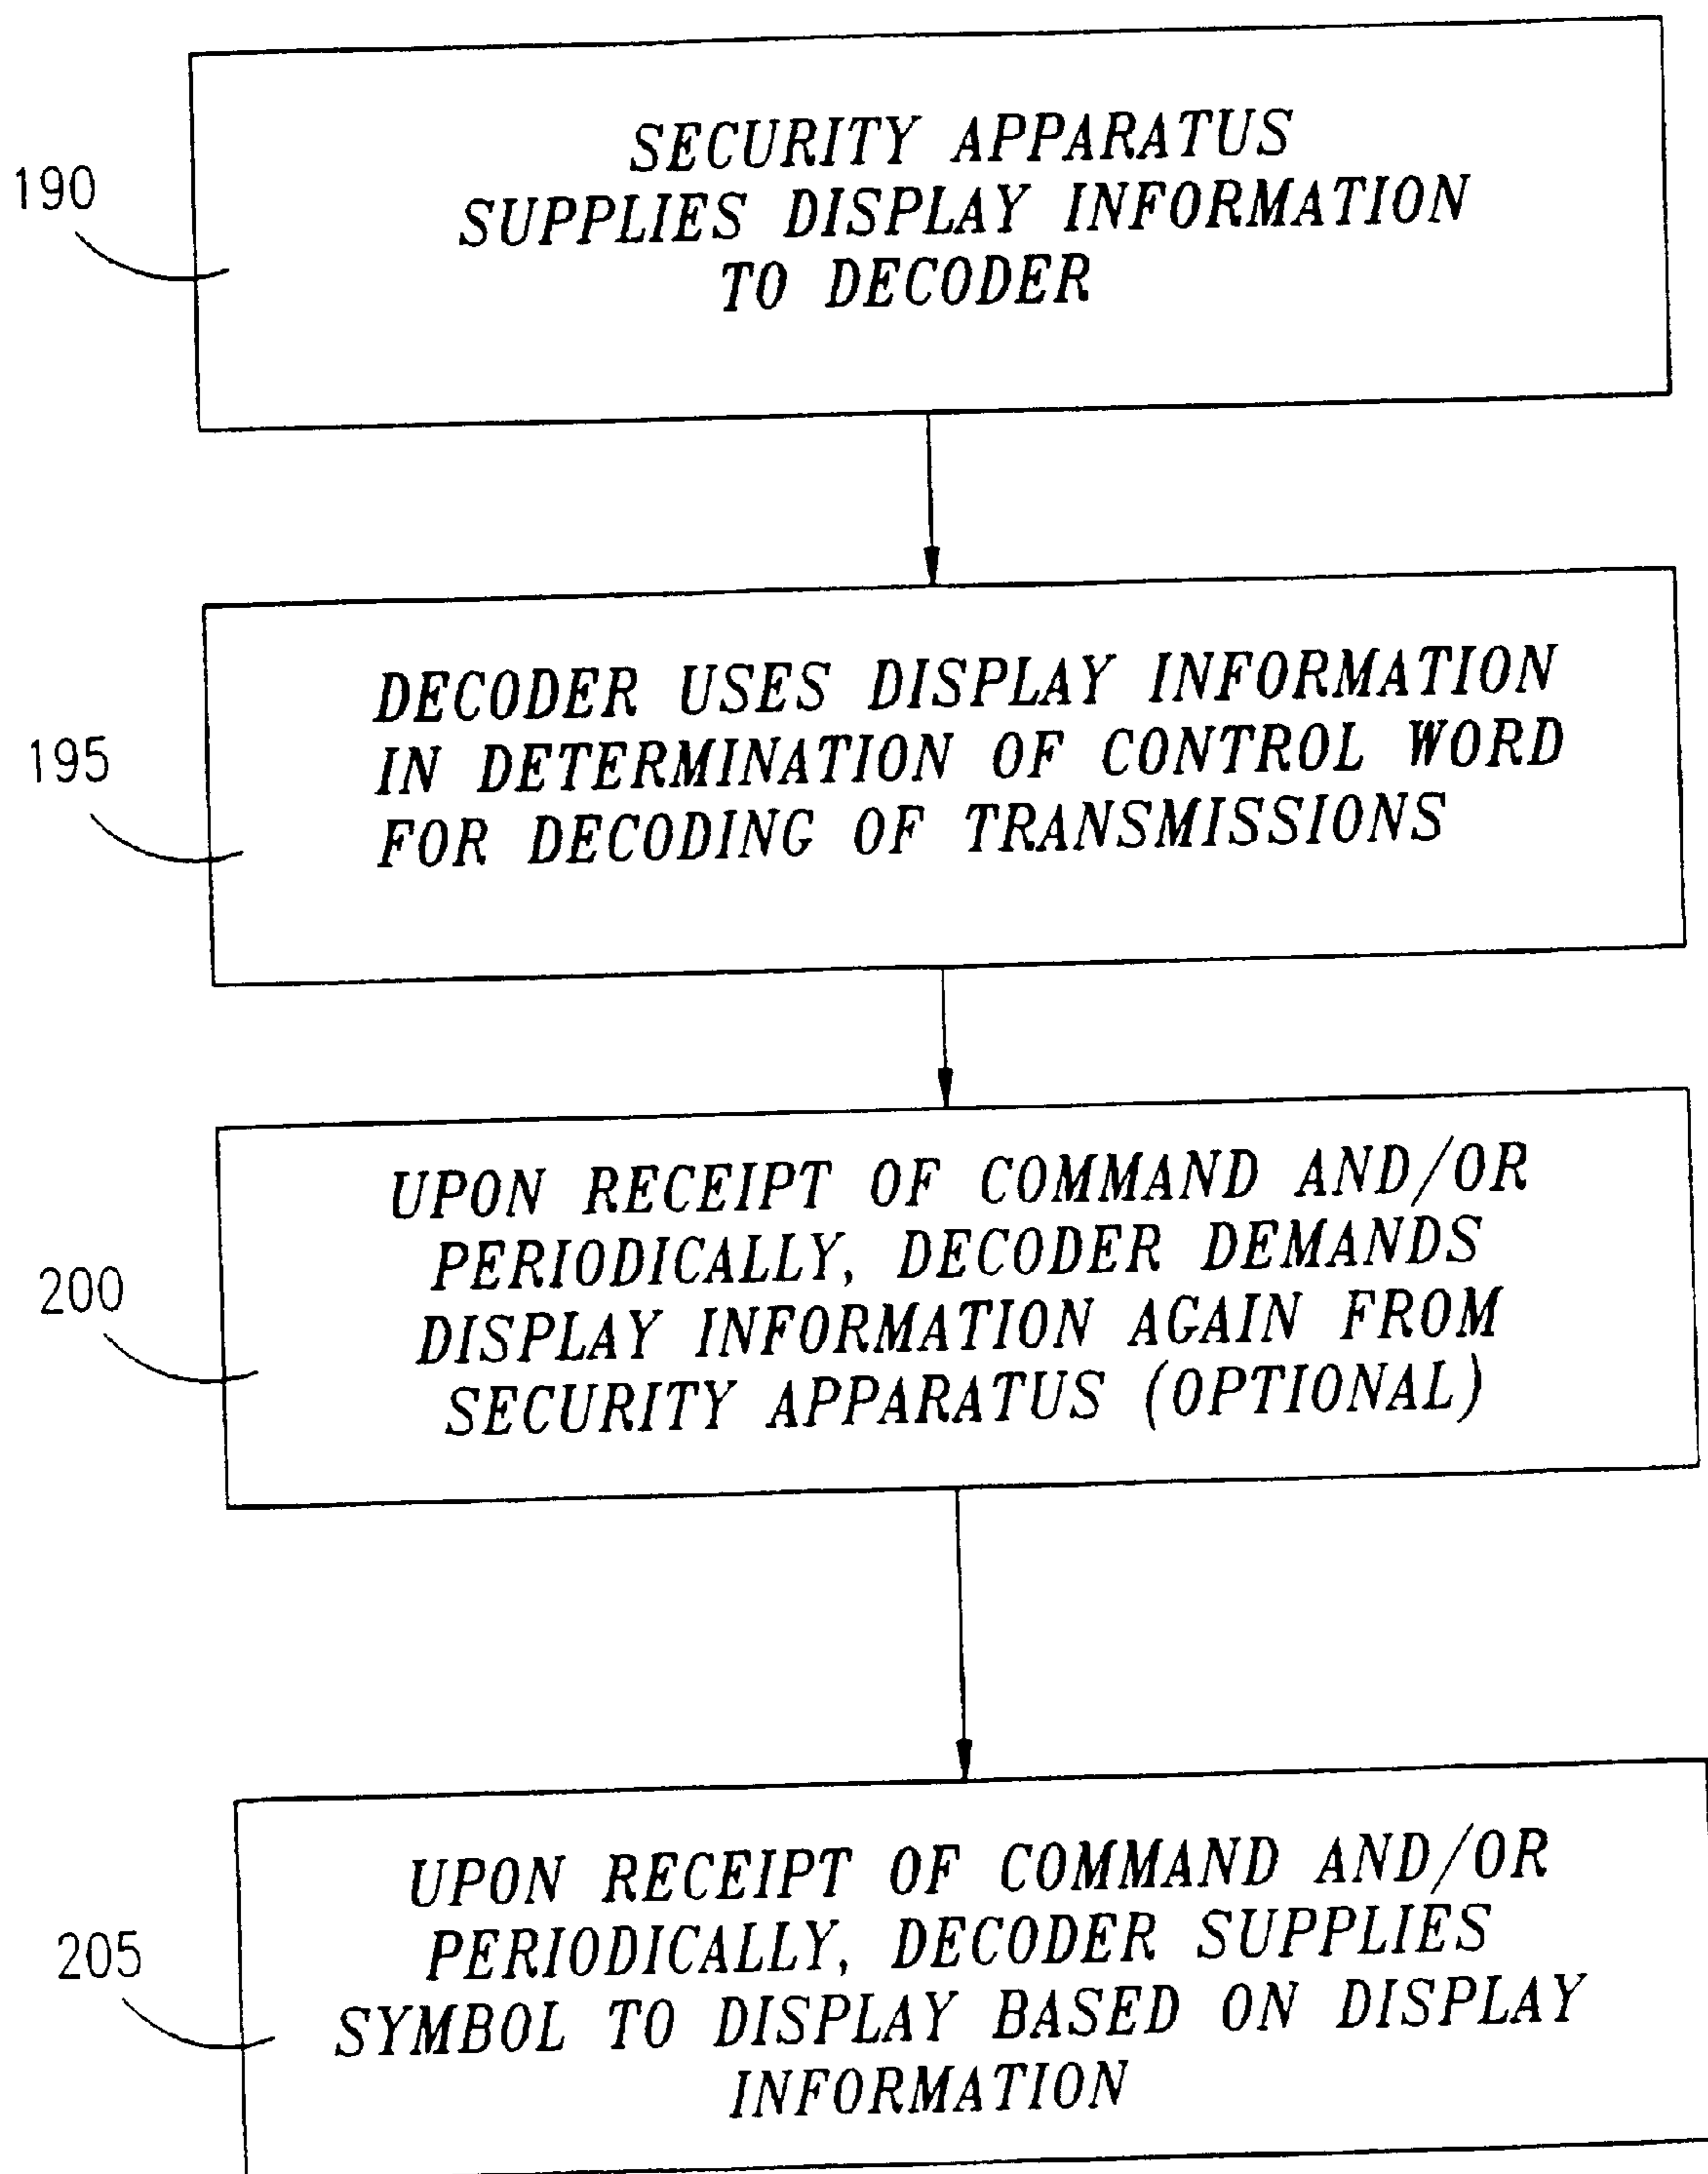 SECURITY APPARATUS
SUPPLIES DISPLAY INFORMATION
TO DECODER
190
DECODER USES DISPLAY INFORMATION
IN DETERMINATION OF CONTROL WORD
FOR DECODING OF TRANSMISSIONS
195
UPON RECEIPT OF COMMAND AND/OR
PERIODICALLY, DECODER DEMANDS
DISPLAY INFORMATION AGAIN FROM
SECURITY APPARATUS (OPTIONAL)
200
UPON RECEIPT OF COMMAND AND/OR
PERIODICALLY, DECODER SUPPLIES
SYMBOL TO DISPLAY BASED ON DISPLAY
INFORMATION
205